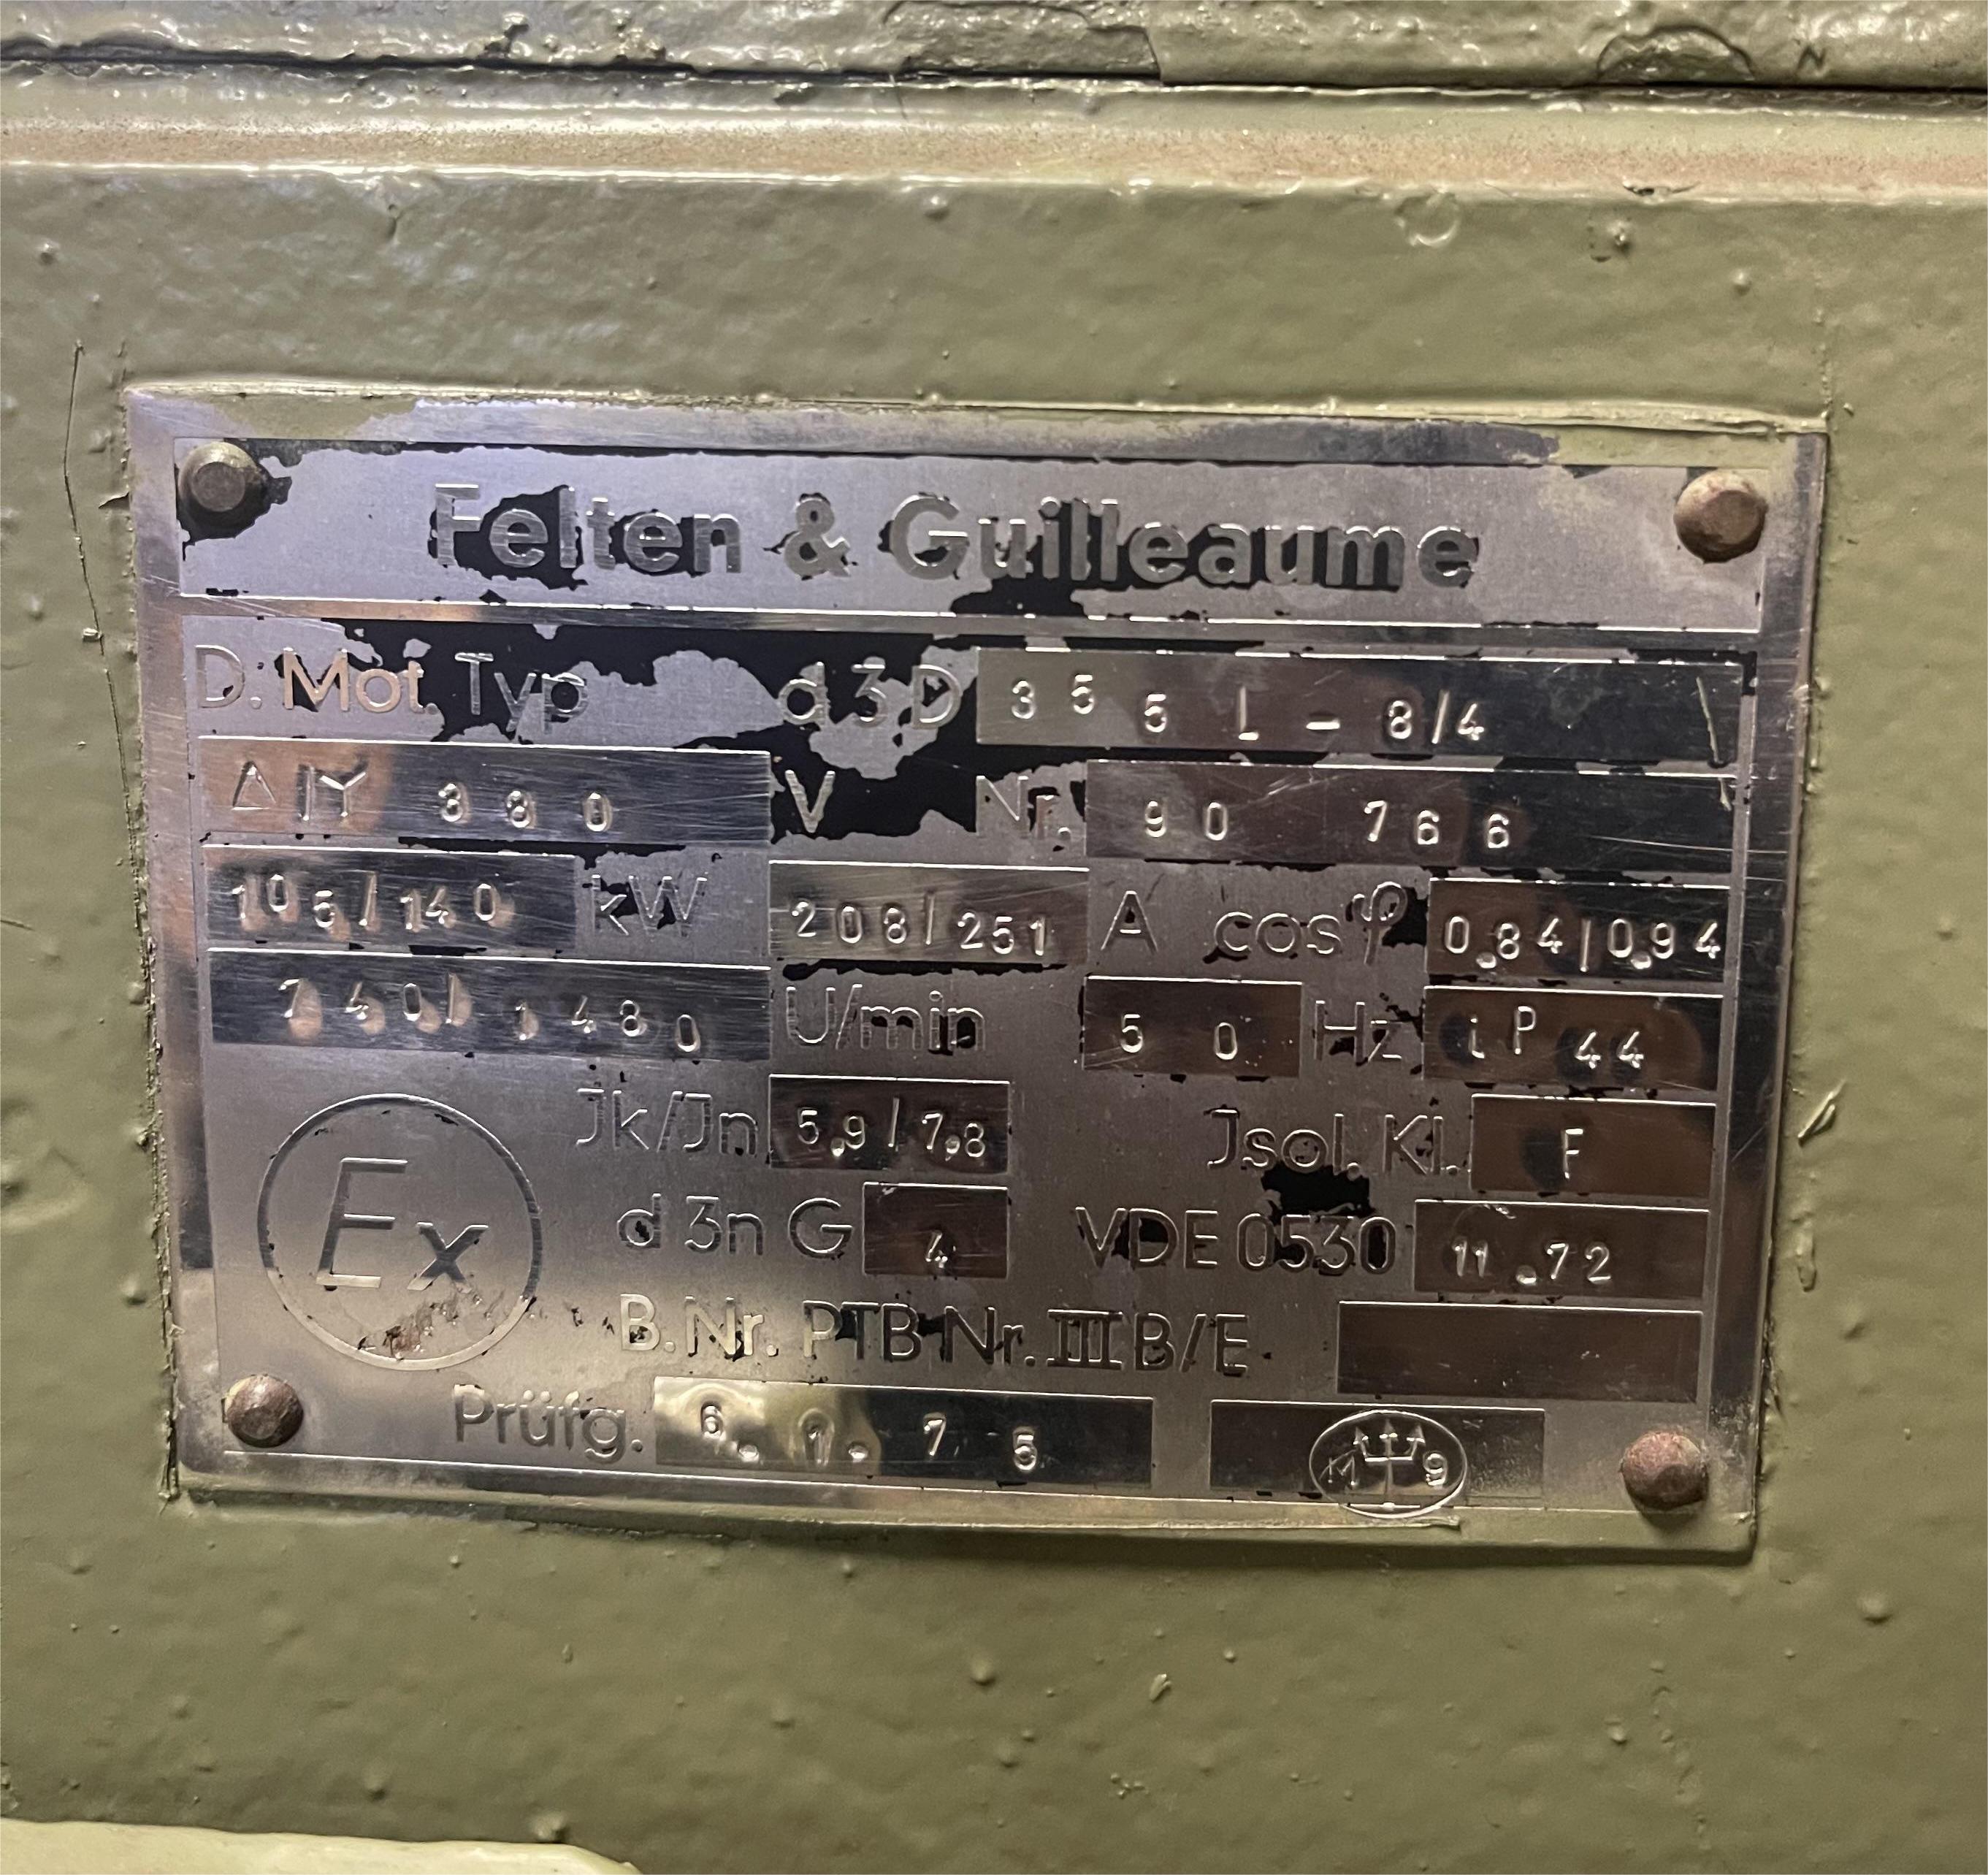 Felten & Guilleaume
D. Mot. Typ d 3 D 355 L - 8/4
Δ/Y 380 V Nr. 90 766
105/140 kW 208/251 A cos φ 0.84/0.94
740/1480 U/min 50 Hz iP 44
Jk/Jn 5,9/7,8 Jsol. Kl. F
Ex d 3n G 4 VDE 0530 11.72
B.Nr. PTB Nr. III B/E
Prüfg. 6.1.75 M 9